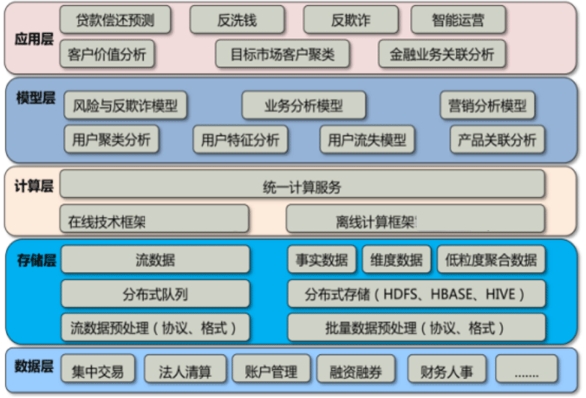 应用层
贷款偿还预测 反洗钱 反欺诈 智能运营
客户价值分析 目标市场客户聚类 金融业务关联分析
模型层
风险与反欺诈模型 业务分析模型 营销分析模型
用户聚类分析 用户特征分析 用户流失模型 产品关联分析
计算层
统一计算服务
在线技术框架 离线计算框架
存储层
流数据 事实数据 维度数据 低粒度聚合数据
分布式队列 分布式存储（HDFS、HBASE、HIVE）
流数据预处理（协议、格式） 批量数据预处理（协议、格式）
数据层
集中交易 法人清算 账户管理 融资融券 财务人事 .......